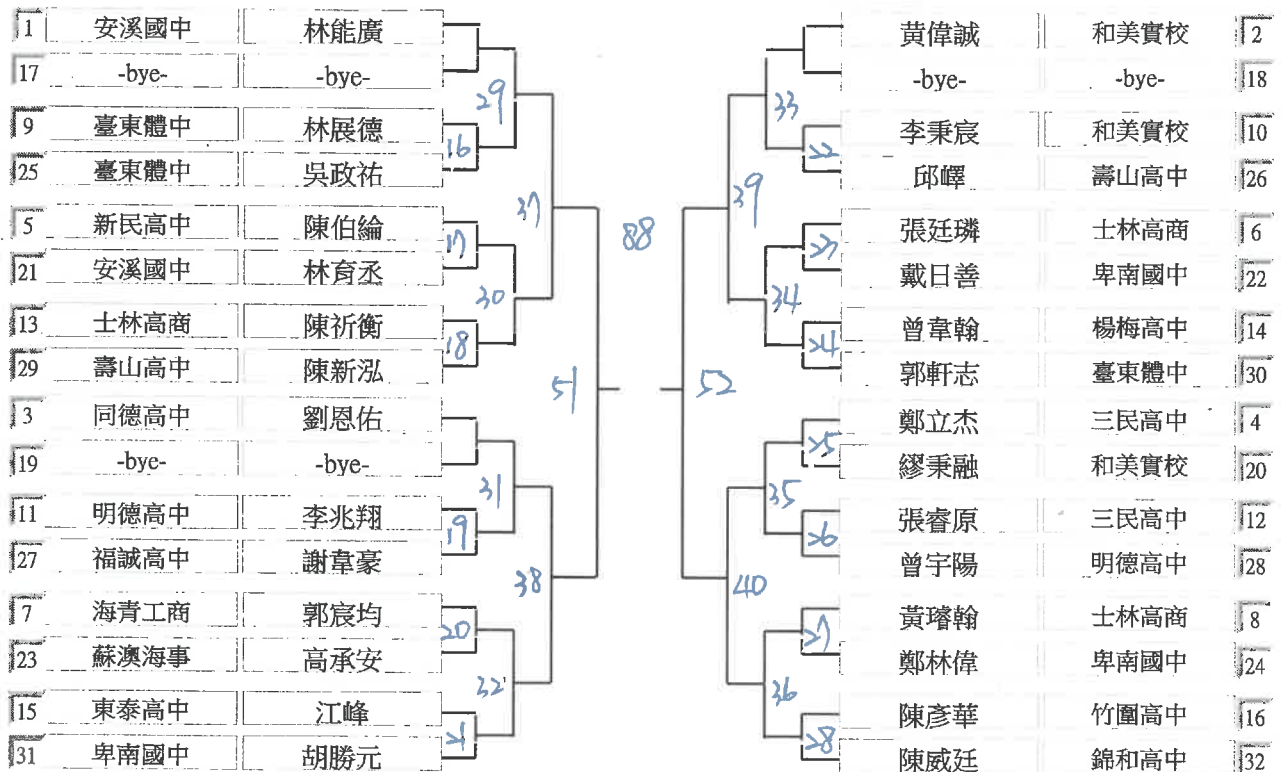 1 安溪國中 林能廣
17 -bye- -bye-
29
9 臺東體中 林展德
16
25 臺東體中 吳政祐
37
5 新民高中 陳伯綸
17
21 安溪國中 林育丞
30
13 士林高商 陳祈衡
18
29 壽山高中 陳新泓
51
3 同德高中 劉恩佑
19 -bye- -bye-
31
11 明德高中 李兆翔
19
27 福誠高中 謝韋豪
38
7 海青工商 郭宸均
20
23 蘇澳海事 高承安
32
15 東泰高中 江峰
21
31 卑南國中 胡勝元
88
黃偉誠 和美實校 2
-bye- -bye- 18
33
李秉宸 和美實校 10
22
邱嶧 壽山高中 26
39
張廷璘 士林高商 6
23
戴日善 卑南國中 22
34
曾韋翰 楊梅高中 14
24
郭軒志 臺東體中 30
52
鄭立杰 三民高中 4
25
繆秉融 和美實校 20
35
張睿原 三民高中 12
26
曾宇陽 明德高中 28
40
黃璿翰 士林高商 8
27
鄭林偉 卑南國中 24
36
陳彥華 竹圍高中 16
28
陳威廷 錦和高中 32